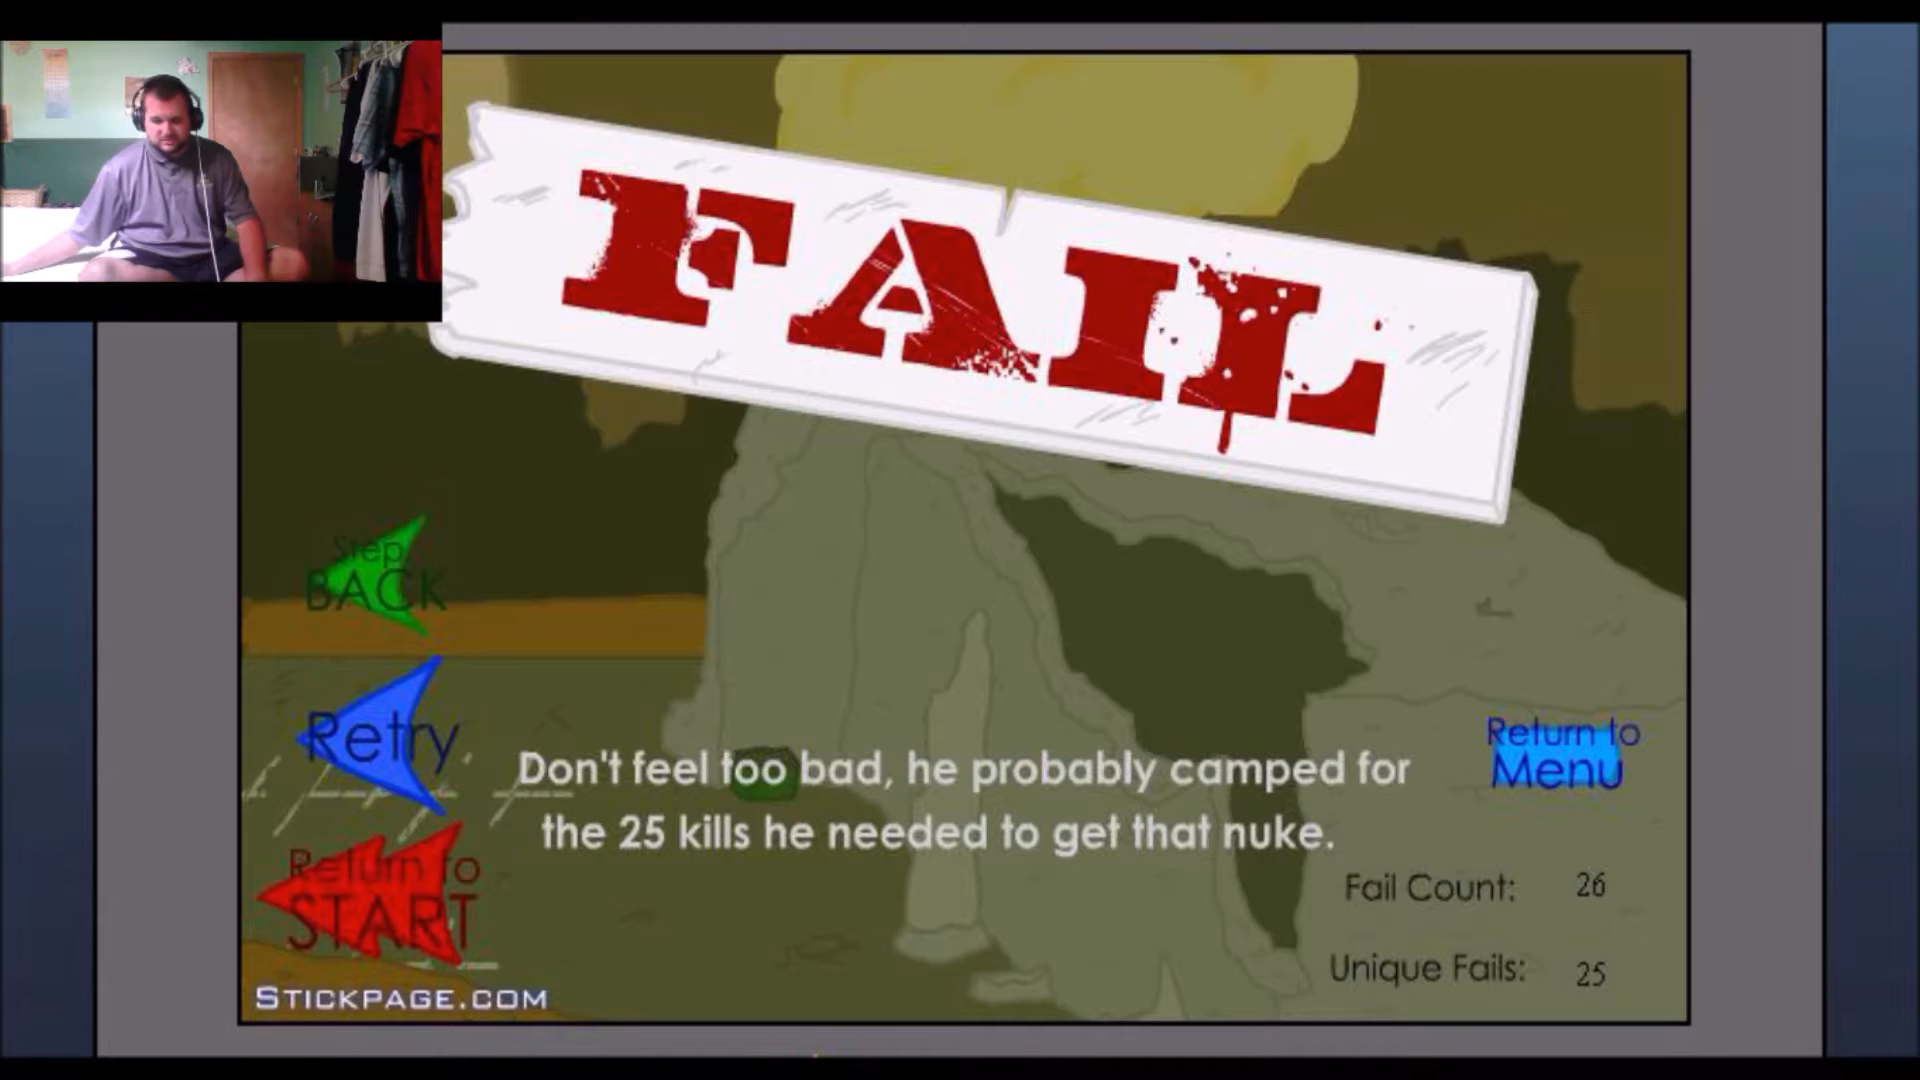 FAIL
Step
BACK
Retry
Return to
START
Don't feel too bad, he probably camped for
the 25 kills he needed to get that nuke.
Return to
Menu
Fail Count: 26
Unique Fails: 25
STICKPAGE.COM